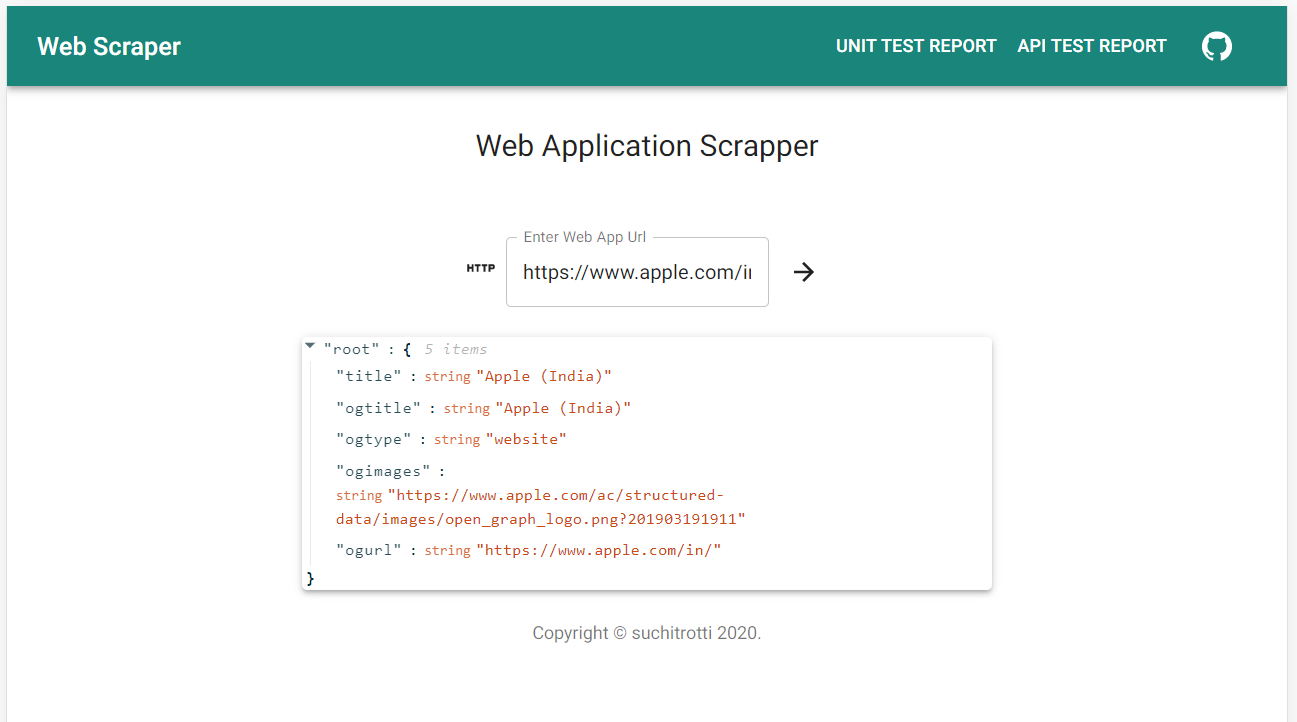 Web Scraper
UNIT TEST REPORT
API TEST REPORT
Web Application Scrapper
Enter Web App Url
HTTP
https://www.apple.com/in
"root" : { 5 items
"title" : string "Apple (India)"
"ogtitle" : string "Apple (India)"
"ogtype" : string "website"
"ogimages" :
string "https://www.apple.com/ac/structured-
data/images/open_graph_logo.png?201903191911"
"ogurl" : string "https://www.apple.com/in/"
}
Copyright © suchitrotti 2020.